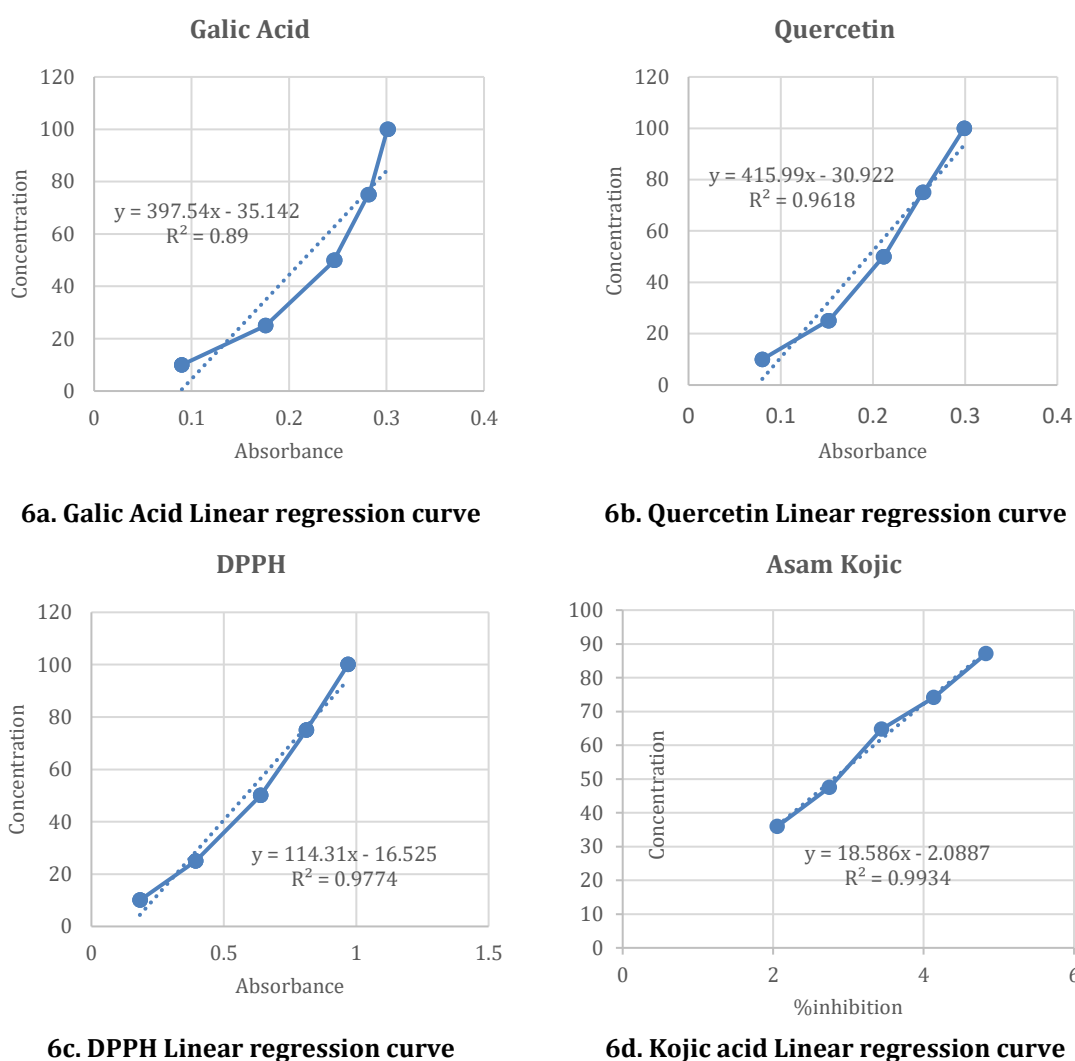 Galic Acid
120
100
80
60
40
20
0
Concentration
y = 397.54x - 35.142
R² = 0.89
0 0.1 0.2 0.3 0.4
Absorbance
6a. Galic Acid Linear regression curve
Quercetin
120
100
80
60
40
20
0
Concentration
y = 415.99x - 30.922
R² = 0.9618
0 0.1 0.2 0.3 0.4
Absorbance
6b. Quercetin Linear regression curve
DPPH
120
100
80
60
40
20
0
Concentration
y = 114.31x - 16.525
R² = 0.9774
0 0.5 1 1.5
Absorbance
6c. DPPH Linear regression curve
Asam Kojic
100
90
80
70
60
50
40
30
20
10
0
Concentration
y = 18.586x - 2.0887
R² = 0.9934
0 2 4 6
%inhibition
6d. Kojic acid Linear regression curve